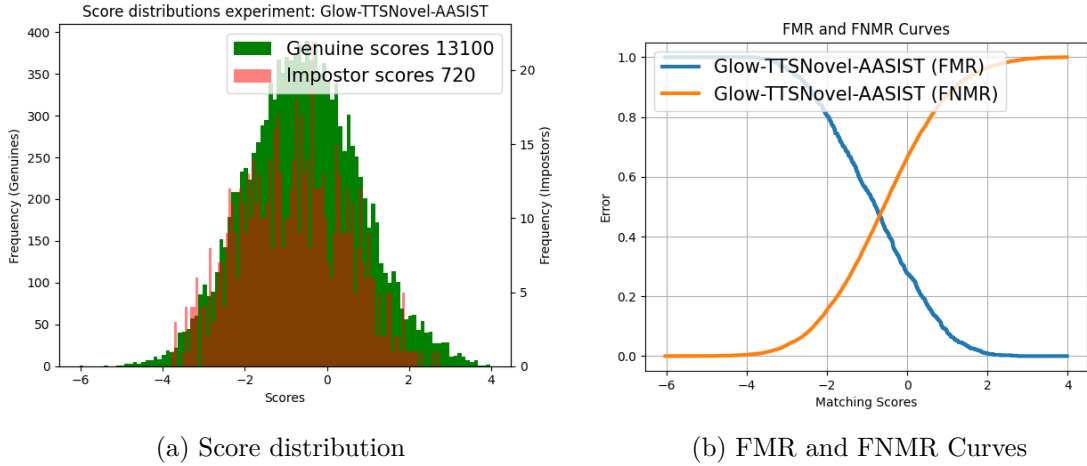 Score distributions experiment: Glow-TTSNovel-AASIST
Genuine scores 13100
Impostor scores 720
Frequency (Genuines)
400
350
300
250
200
150
100
50
0
20
15
10
5
0
Frequency (Impostors)
−6 −4 −2 0 2 4
Scores
(a) Score distribution
FMR and FNMR Curves
Glow-TTSNovel-AASIST (FMR)
Glow-TTSNovel-AASIST (FNMR)
Error
1.0
0.8
0.6
0.4
0.2
0.0
−6 −4 −2 0 2 4
Matching Scores
(b) FMR and FNMR Curves